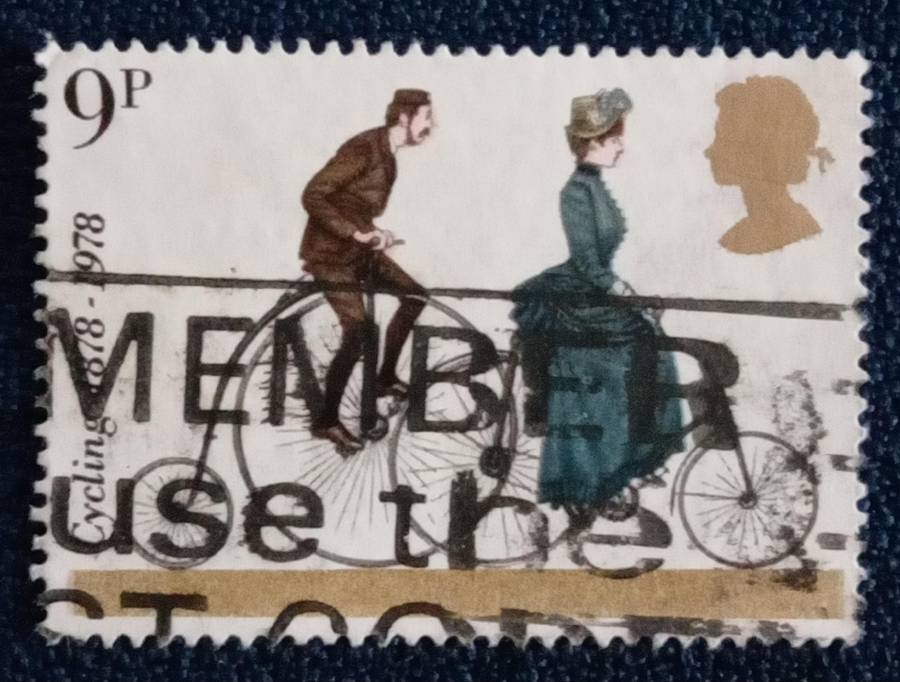 9P
Cycling 1878-1978
MEMBER
use the